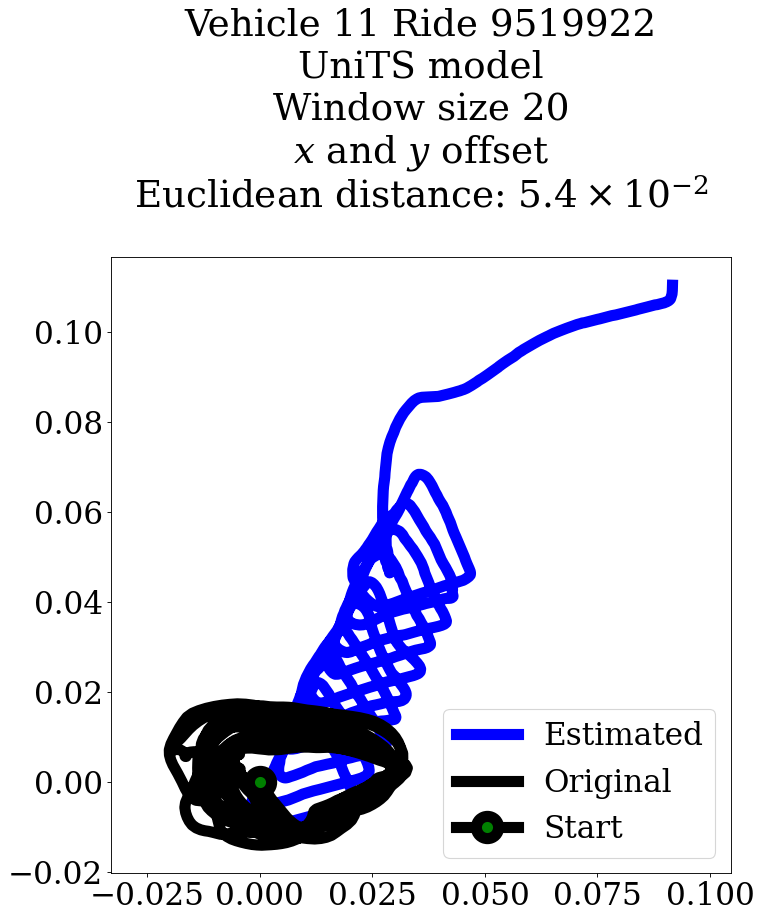 Vehicle 11 Ride 9519922
UniTS model
Window size 20
x and y offset
Euclidean distance: 5.4 × 10⁻²
0.10
0.08
0.06
0.04
0.02
0.00
−0.02
−0.025 0.000 0.025 0.050 0.075 0.100
Estimated
Original
Start